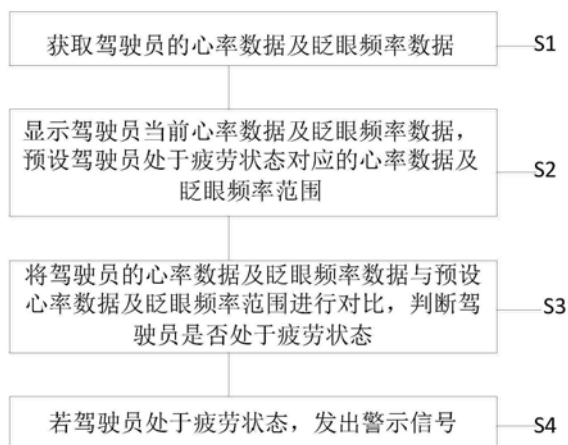 获取驾驶员的心率数据及眨眼频率数据
S1
显示驾驶员当前心率数据及眨眼频率数据，
预设驾驶员处于疲劳状态对应的心率数据及
眨眼频率范围
S2
将驾驶员的心率数据及眨眼频率数据与预设
心率数据及眨眼频率范围进行对比，判断驾
驶员是否处于疲劳状态
S3
若驾驶员处于疲劳状态，发出警示信号
S4